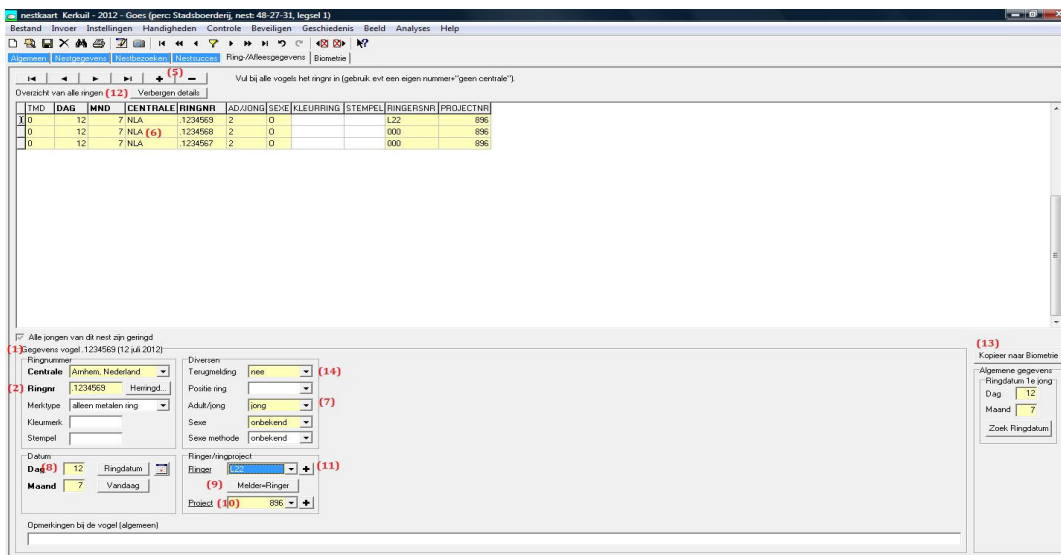 nestkaart Kerkuil - 2012 - Goes (perc: Stadsboerderij, nest: 48-27-31, legsel 1)
Bestand Invoer Instellingen Handigheden Controle Beveiligen Geschiedenis Beeld Analyses Help
Algemeen Nestgegevens Nestbezoeken Nestsucces Ring-/Afleesgegevens Biometrie
(5) Vul bij alle vogels het ringnr in (gebruik evt een eigen nummer+"geen centrale").
Overzicht van alle ringen (12) Verbergen details
TMD DAG MND CENTRALE RINGNR AD/JONG SEXE KLEURRING STEMPEL RINGERSNR PROJECTNR
0 12 7 NLA .1234569 2 O L22 896
0 12 7 NLA (6) .1234568 2 O 000 896
0 12 7 NLA .1234567 2 O 000 896
Alle jongen van dit nest zijn geringd
(1) Gegevens vogel .1234569 (12 juli 2012)
Ringnummer
Centrale Arnhem, Nederland
(2) Ringnr .1234569 Herringd...
Merktype alleen metalen ring
Kleurmerk
Stempel
Diversen
Terugmelding nee (14)
Positie ring
Adult/jong jong (7)
Sexe onbekend
Sexe methode onbekend
Datum
Dag (8) 12 Ringdatum
Maand 7 Vandaag
Ringer/ringproject
Ringer L22 (11)
(9) Melder=Ringer
Project (10) 896
Opmerkingen bij de vogel (algemeen)
(13)
Kopieer naar Biometrie
Algemene gegevens
Ringdatum 1e jong
Dag 12
Maand 7
Zoek Ringdatum